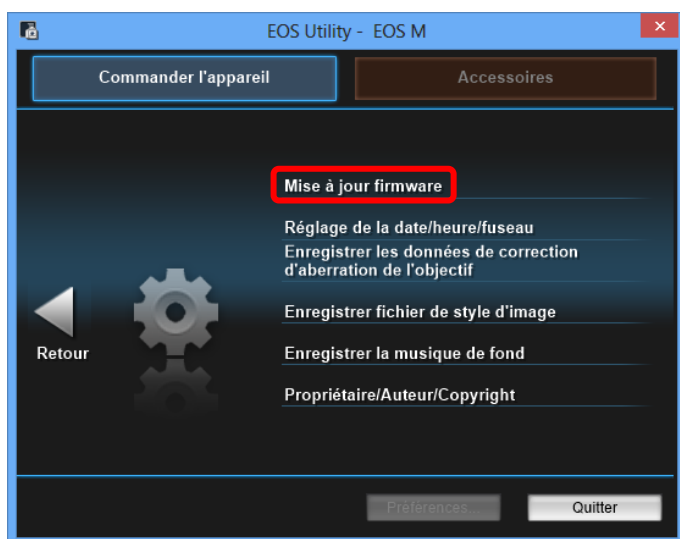 EOS Utility - EOS M
Commander l'appareil
Accessoires
Mise à jour firmware
Réglage de la date/heure/fuseau
Enregistrer les données de correction
d'aberration de l'objectif
Enregistrer fichier de style d'image
Enregistrer la musique de fond
Propriétaire/Auteur/Copyright
Retour
Préférences...
Quitter